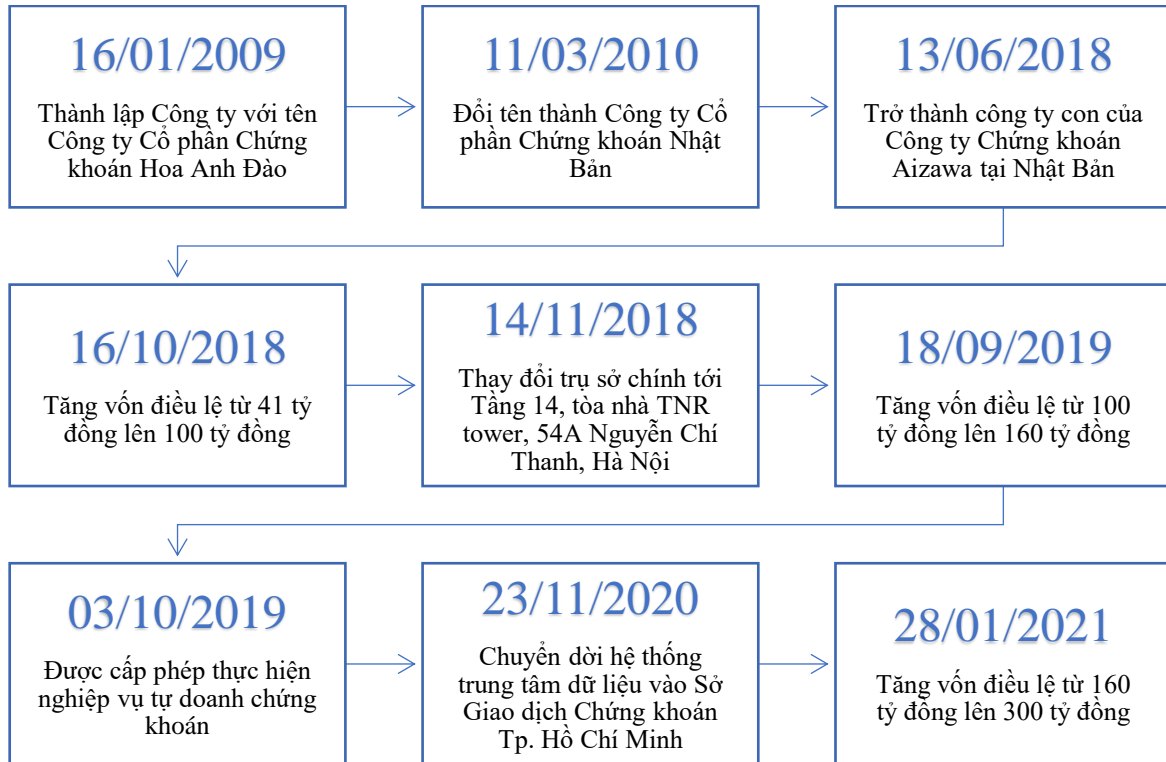 16/01/2009
Thành lập Công ty với tên
Công ty Cổ phần Chứng
khoán Hoa Anh Đào
11/03/2010
Đổi tên thành Công ty Cổ
phần Chứng khoán Nhật
Bản
13/06/2018
Trở thành công ty con của
Công ty Chứng khoán
Aizawa tại Nhật Bản
16/10/2018
Tăng vốn điều lệ từ 41 tỷ
đồng lên 100 tỷ đồng
14/11/2018
Thay đổi trụ sở chính tới
Tầng 14, tòa nhà TNR
tower, 54A Nguyễn Chí
Thanh, Hà Nội
18/09/2019
Tăng vốn điều lệ từ 100
tỷ đồng lên 160 tỷ đồng
03/10/2019
Được cấp phép thực hiện
nghiệp vụ tự doanh chứng
khoán
23/11/2020
Chuyển dời hệ thống
trung tâm dữ liệu vào Sở
Giao dịch Chứng khoán
Tp. Hồ Chí Minh
28/01/2021
Tăng vốn điều lệ từ 160
tỷ đồng lên 300 tỷ đồng